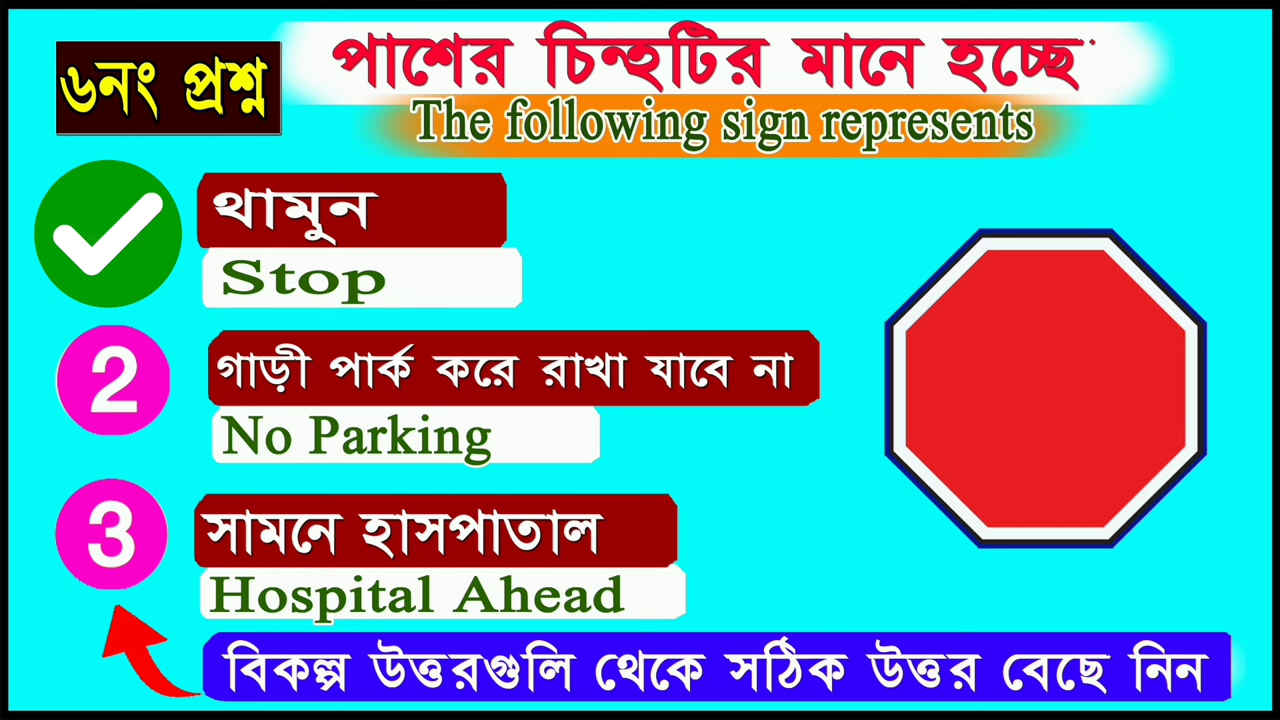 ৬নং প্রশ্ন
পাশের চিন্হটির মানে হচ্ছে
The following sign represents
থামুন
Stop
2
গাড়ী পার্ক করে রাখা যাবে না
No Parking
3
সামনে হাসপাতাল
Hospital Ahead
বিকল্প উত্তরগুলি থেকে সঠিক উত্তর বেছে নিন